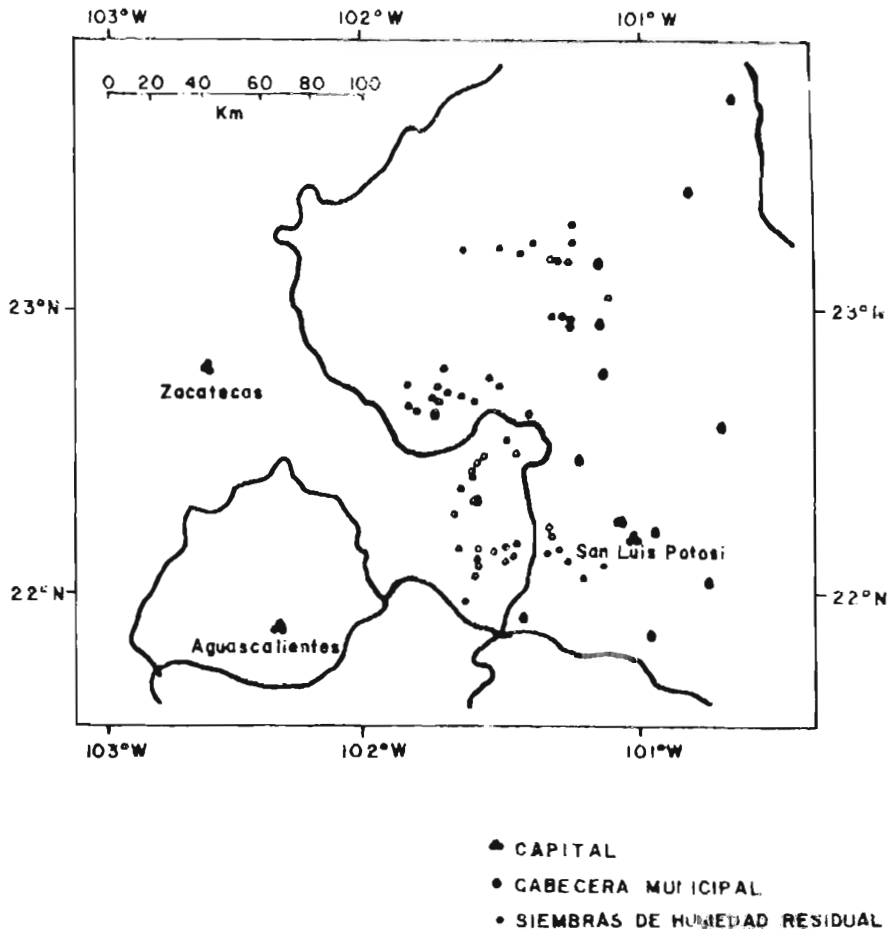 103°W 102°W 101°W
0 20 40 60 80 100
Km
23°N 23°N
Zacatecas
San Luis Potosi
22°N 22°N
Aguascalientes
103°W 102°W 101°W
CAPITAL
CABECERA MUNICIPAL
SIEMBRAS DE HUMEDAD RESIDUAL